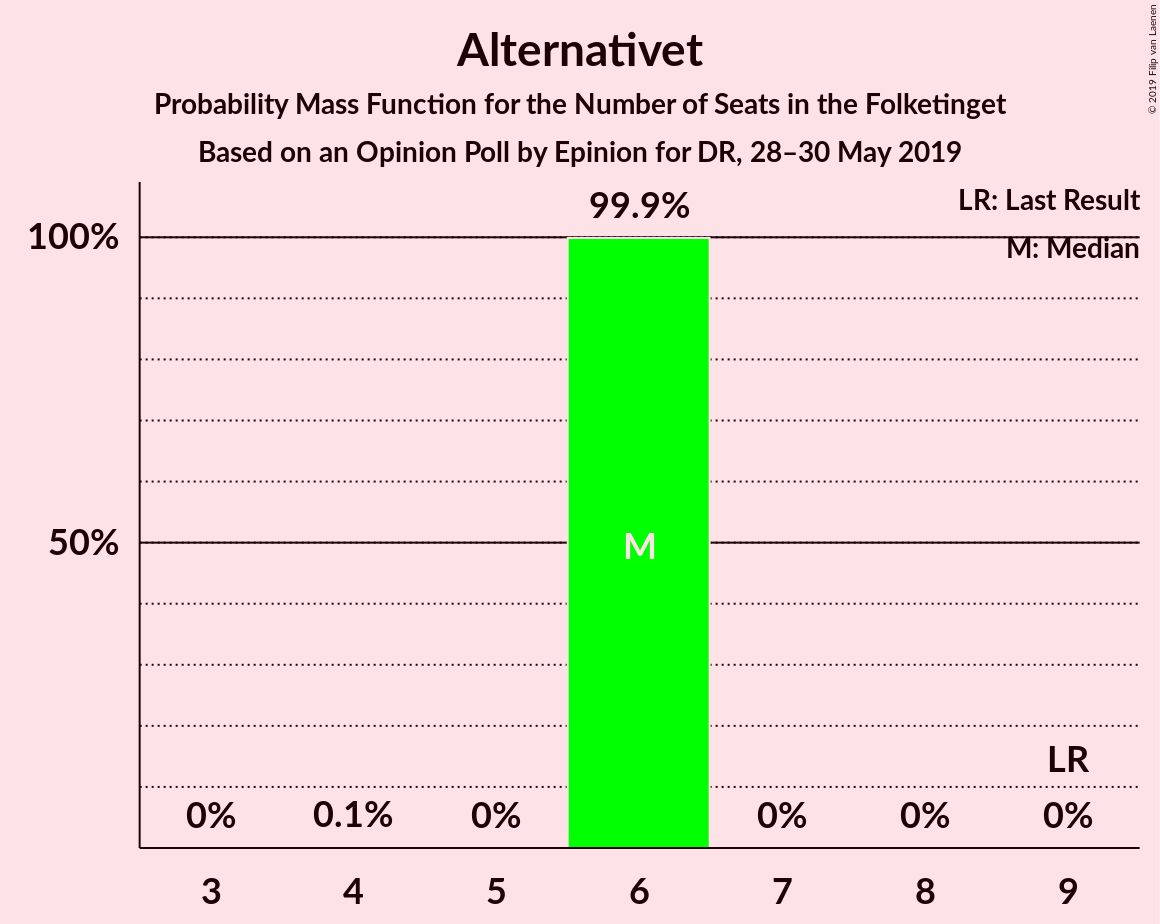 Alternativet
Probability Mass Function for the Number of Seats in the Folketinget
Based on an Opinion Poll by Epinion for DR, 28–30 May 2019
© 2019 Filip van Laenen
LR: Last Result
M: Median
99.9%
100%
50%
M
LR
0%
0.1%
0%
0%
0%
0%
3
4
5
6
7
8
9